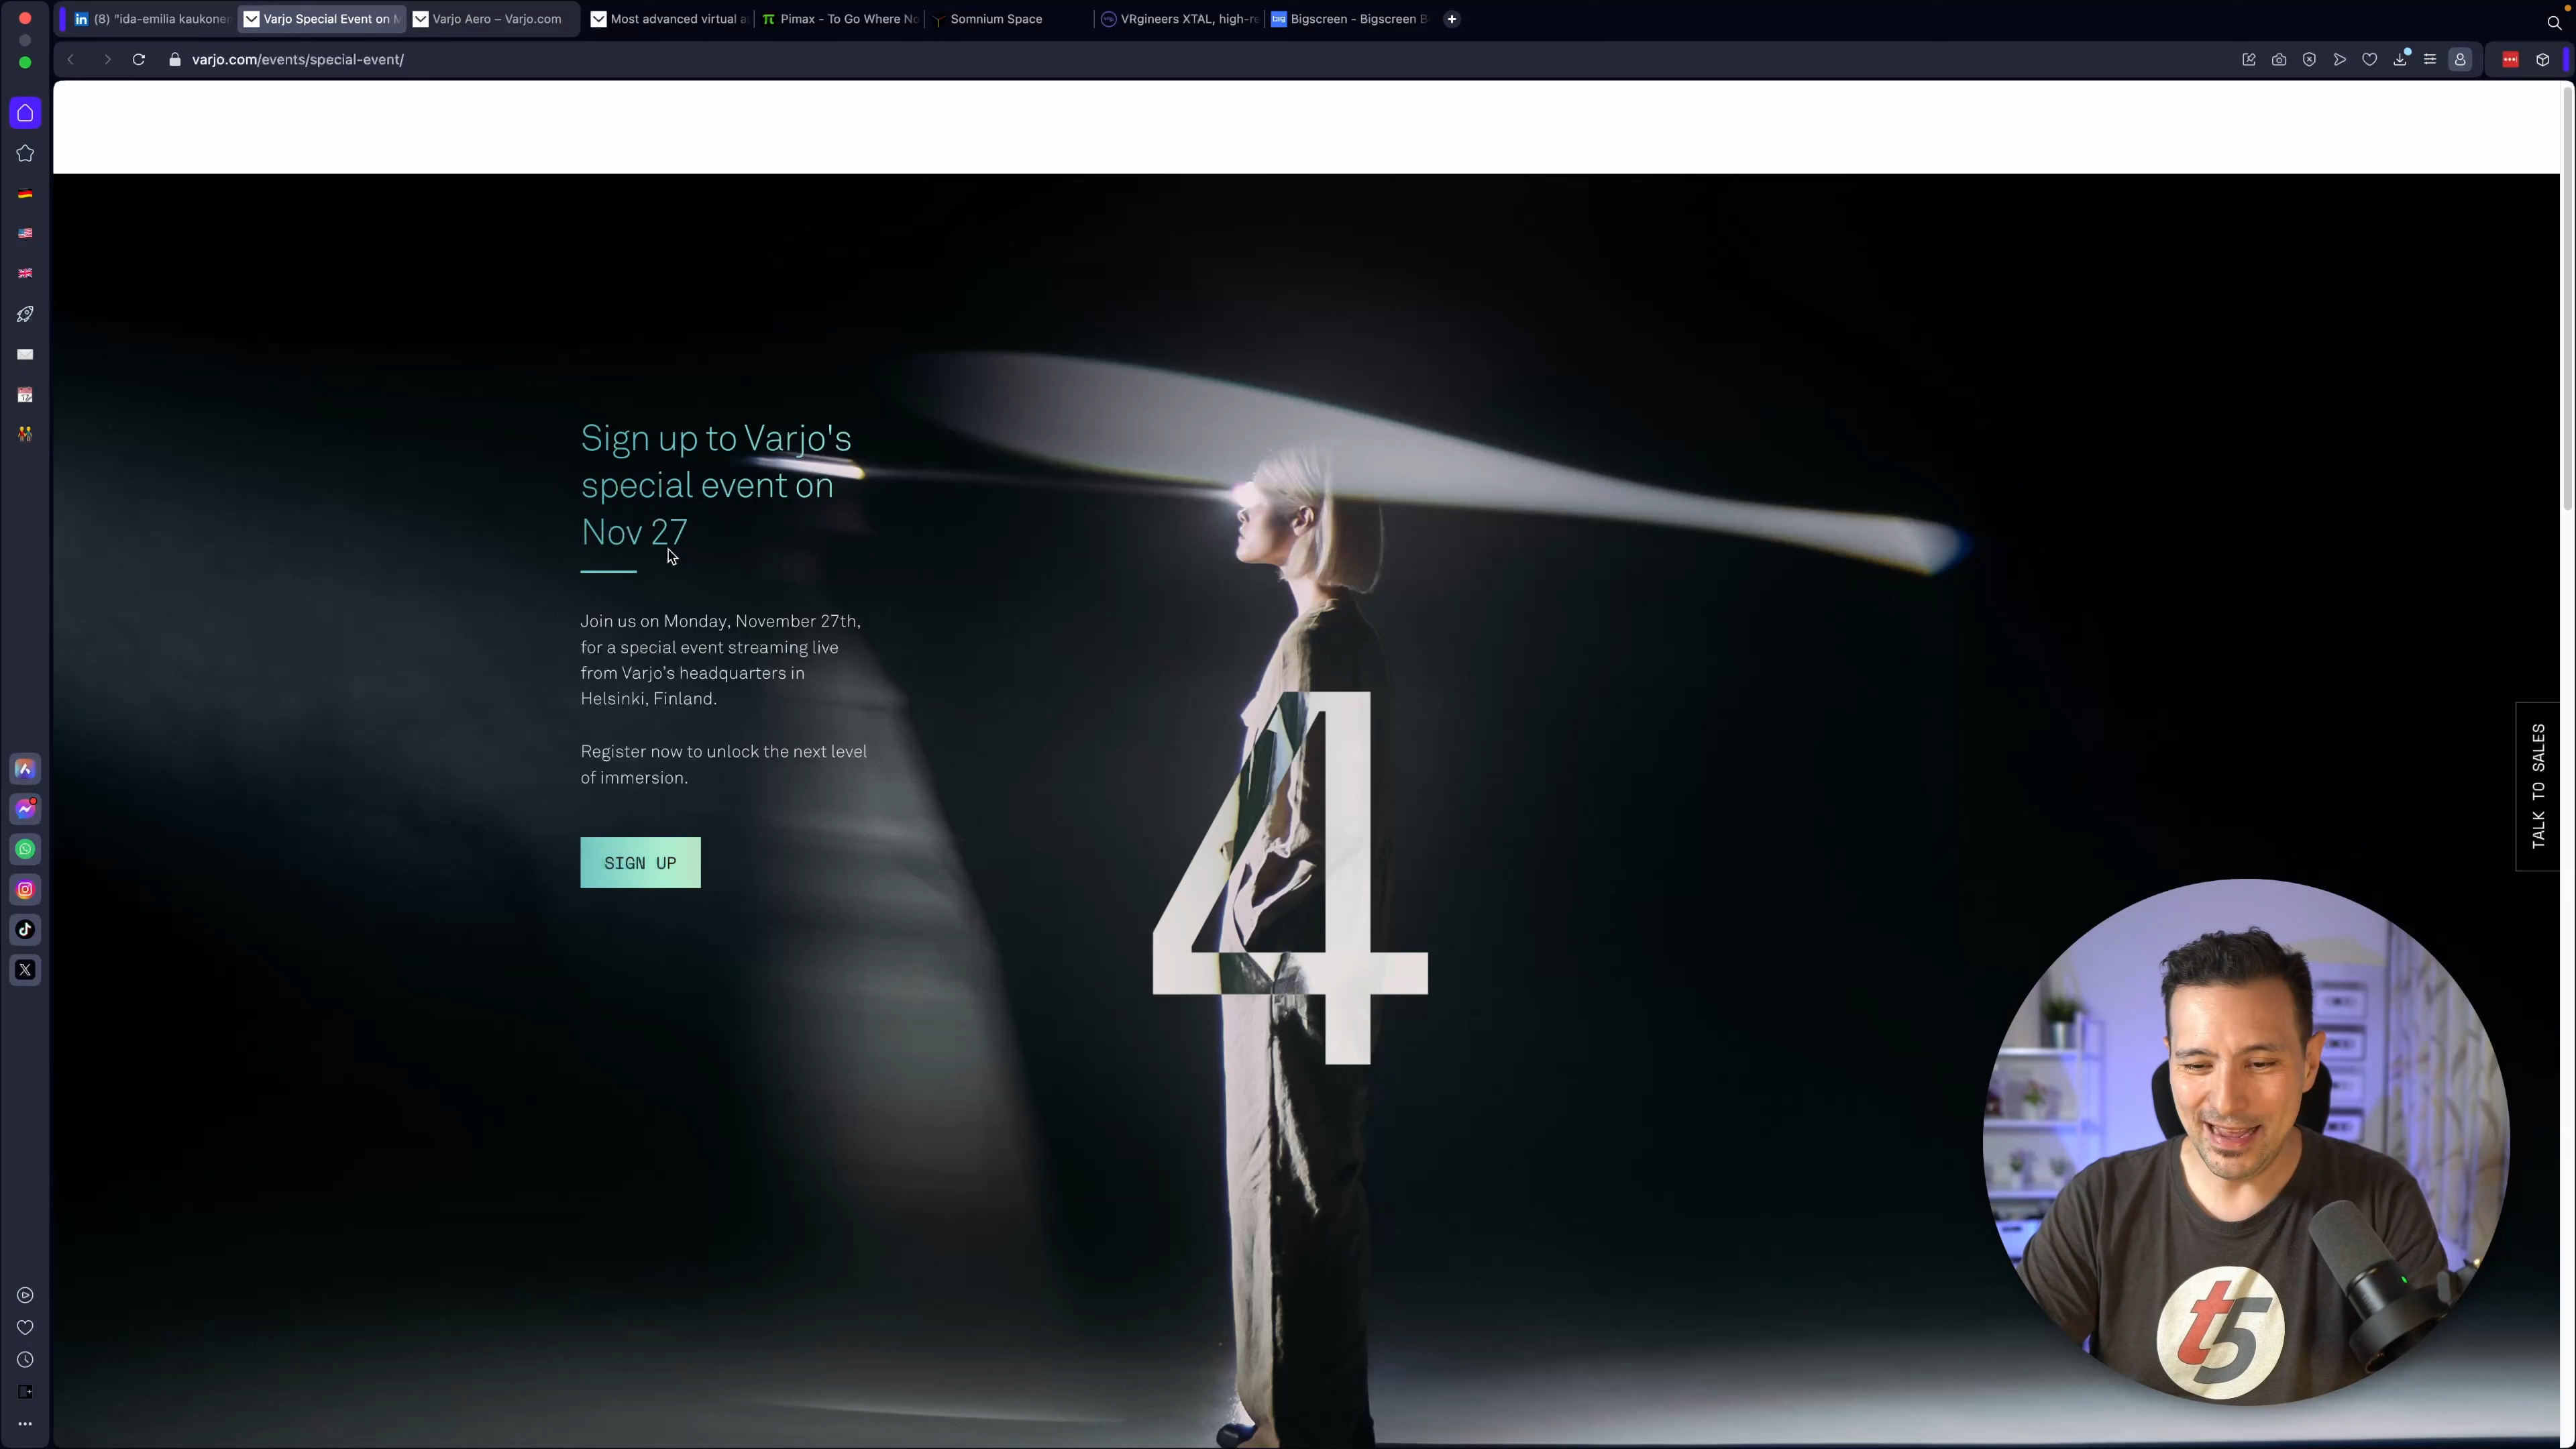 (8) "ida-emilia kaukonen
Varjo Special Event on M
Varjo Aero – Varjo.com
Most advanced virtual a
Pimax - To Go Where No
Somnium Space
VRgineers XTAL, high-re
Bigscreen - Bigscreen B
varjo.com/events/special-event/
Sign up to Varjo's
special event on
Nov 27
Join us on Monday, November 27th,
for a special event streaming live
from Varjo's headquarters in
Helsinki, Finland.
Register now to unlock the next level
of immersion.
SIGN UP
4
TALK TO SALES
t5